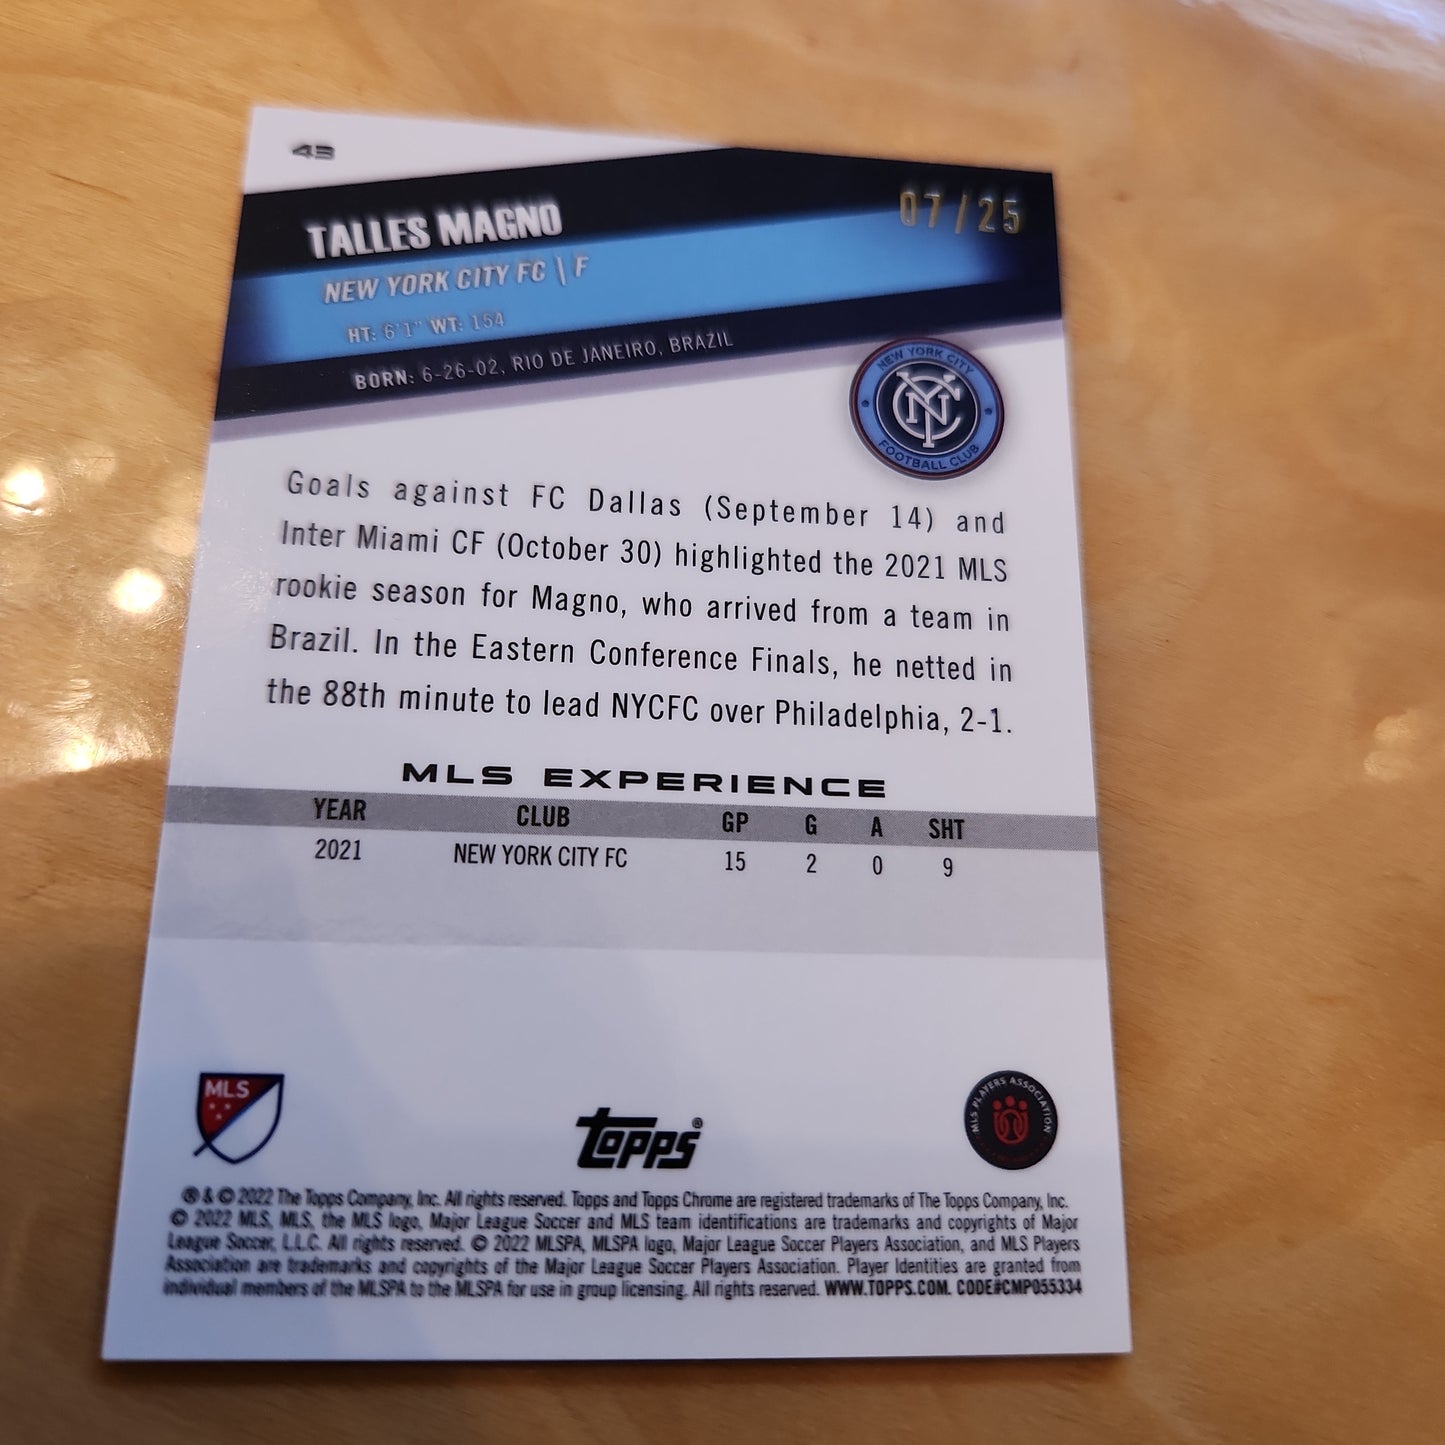 43
07/25
TALLES MAGNO
NEW YORK CITY FC \ F
HT: 6'1" WT: 154
BORN: 6-26-02, RIO DE JANEIRO, BRAZIL
NEW YORK CITY
NYC
FOOTBALL CLUB
Goals against FC Dallas (September 14) and
Inter Miami CF (October 30) highlighted the 2021 MLS
rookie season for Magno, who arrived from a team in
Brazil. In the Eastern Conference Finals, he netted in
the 88th minute to lead NYCFC over Philadelphia, 2-1.
MLS EXPERIENCE
YEAR CLUB GP G A SHT
2021 NEW YORK CITY FC 15 2 0 9
MLS
topps®
MLS PLAYERS ASSOCIATION
® & © 2022 The Topps Company, Inc. All rights reserved. Topps and Topps Chrome are registered trademarks of The Topps Company, Inc.
© 2022 MLS, MLS, the MLS logo, Major League Soccer and MLS team identifications are trademarks and copyrights of Major
League Soccer, L.L.C. All rights reserved. © 2022 MLSPA, MLSPA logo, Major League Soccer Players Association, and MLS Players
Association are trademarks and copyrights of the Major League Soccer Players Association. Player Identities are granted from
individual members of the MLSPA to the MLSPA for use in group licensing. All rights reserved. WWW.TOPPS.COM. CODE#CMP055334